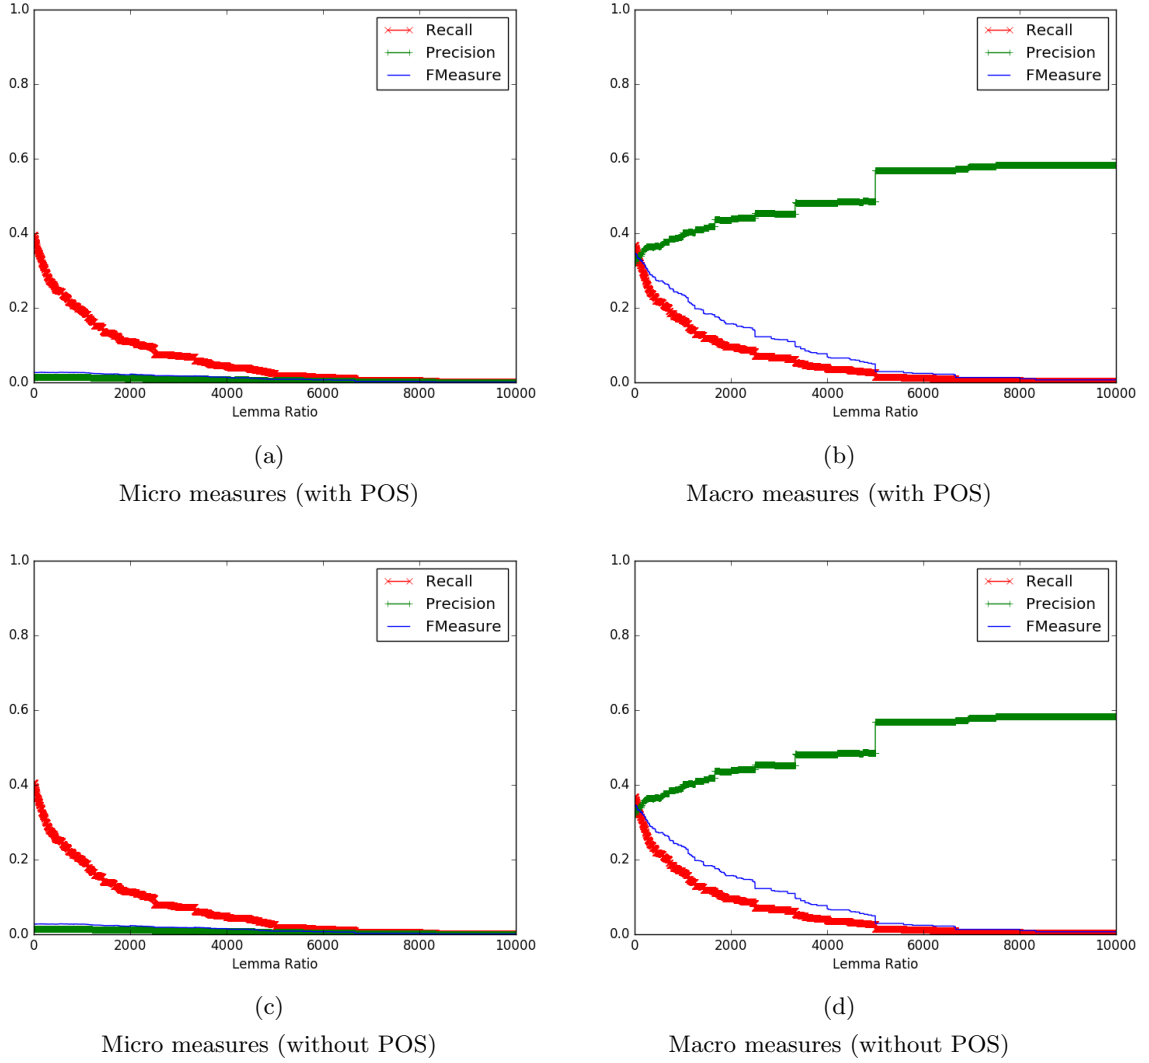 1.0
0.8
0.6
0.4
0.2
0.0
Recall
Precision
FMeasure
0 2000 4000 6000 8000 10000
Lemma Ratio
(a)
Micro measures (with POS)
1.0
0.8
0.6
0.4
0.2
0.0
Recall
Precision
FMeasure
0 2000 4000 6000 8000 10000
Lemma Ratio
(b)
Macro measures (with POS)
1.0
0.8
0.6
0.4
0.2
0.0
Recall
Precision
FMeasure
0 2000 4000 6000 8000 10000
Lemma Ratio
(c)
Micro measures (without POS)
1.0
0.8
0.6
0.4
0.2
0.0
Recall
Precision
FMeasure
0 2000 4000 6000 8000 10000
Lemma Ratio
(d)
Macro measures (without POS)